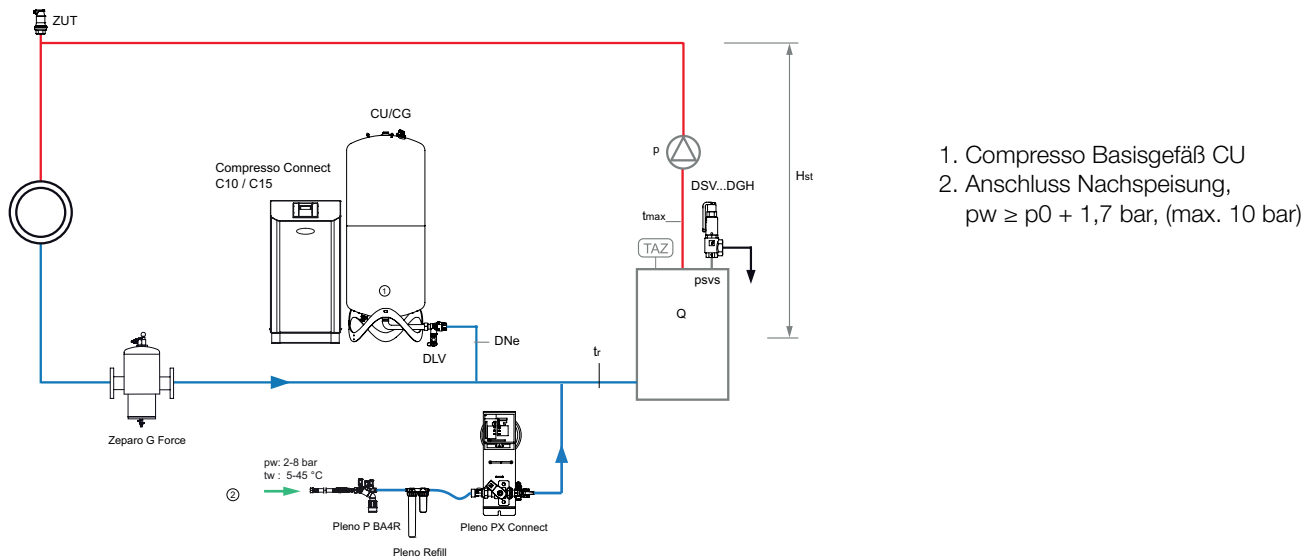 ZUT
CU/CG
Compresso Connect
C10 / C15
p
DSV...DGH
Hst
tmax
TAZ
psvs
1
Q
DNe
DLV
tr
Zeparo G Force
pw: 2-8 bar
tw : 5-45 °C
2
Pleno P BA4R
Pleno PX Connect
Pleno Refill
1. Compresso Basisgefäß CU
2. Anschluss Nachspeisung,
pw ≥ p0 + 1,7 bar, (max. 10 bar)